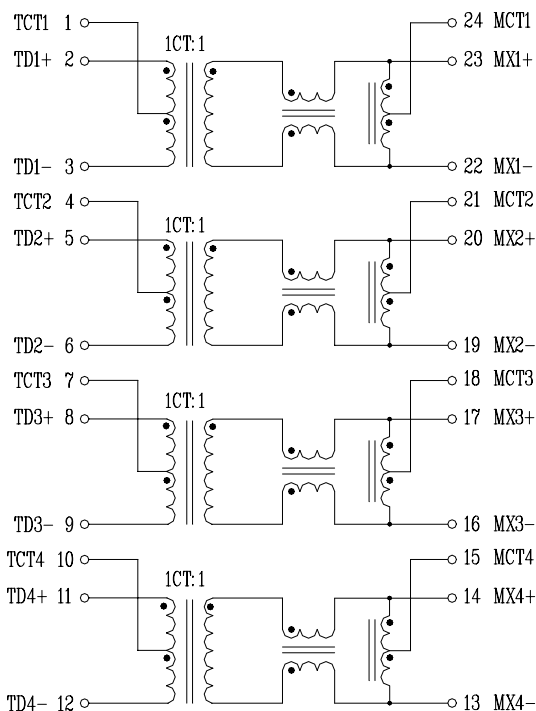 TCT1 1 24 MCT1
1CT:1
TD1+ 2 23 MX1+
TD1- 3 22 MX1-
TCT2 4 21 MCT2
1CT:1
TD2+ 5 20 MX2+
TD2- 6 19 MX2-
TCT3 7 18 MCT3
1CT:1
TD3+ 8 17 MX3+
TD3- 9 16 MX3-
TCT4 10 15 MCT4
1CT:1
TD4+ 11 14 MX4+
TD4- 12 13 MX4-